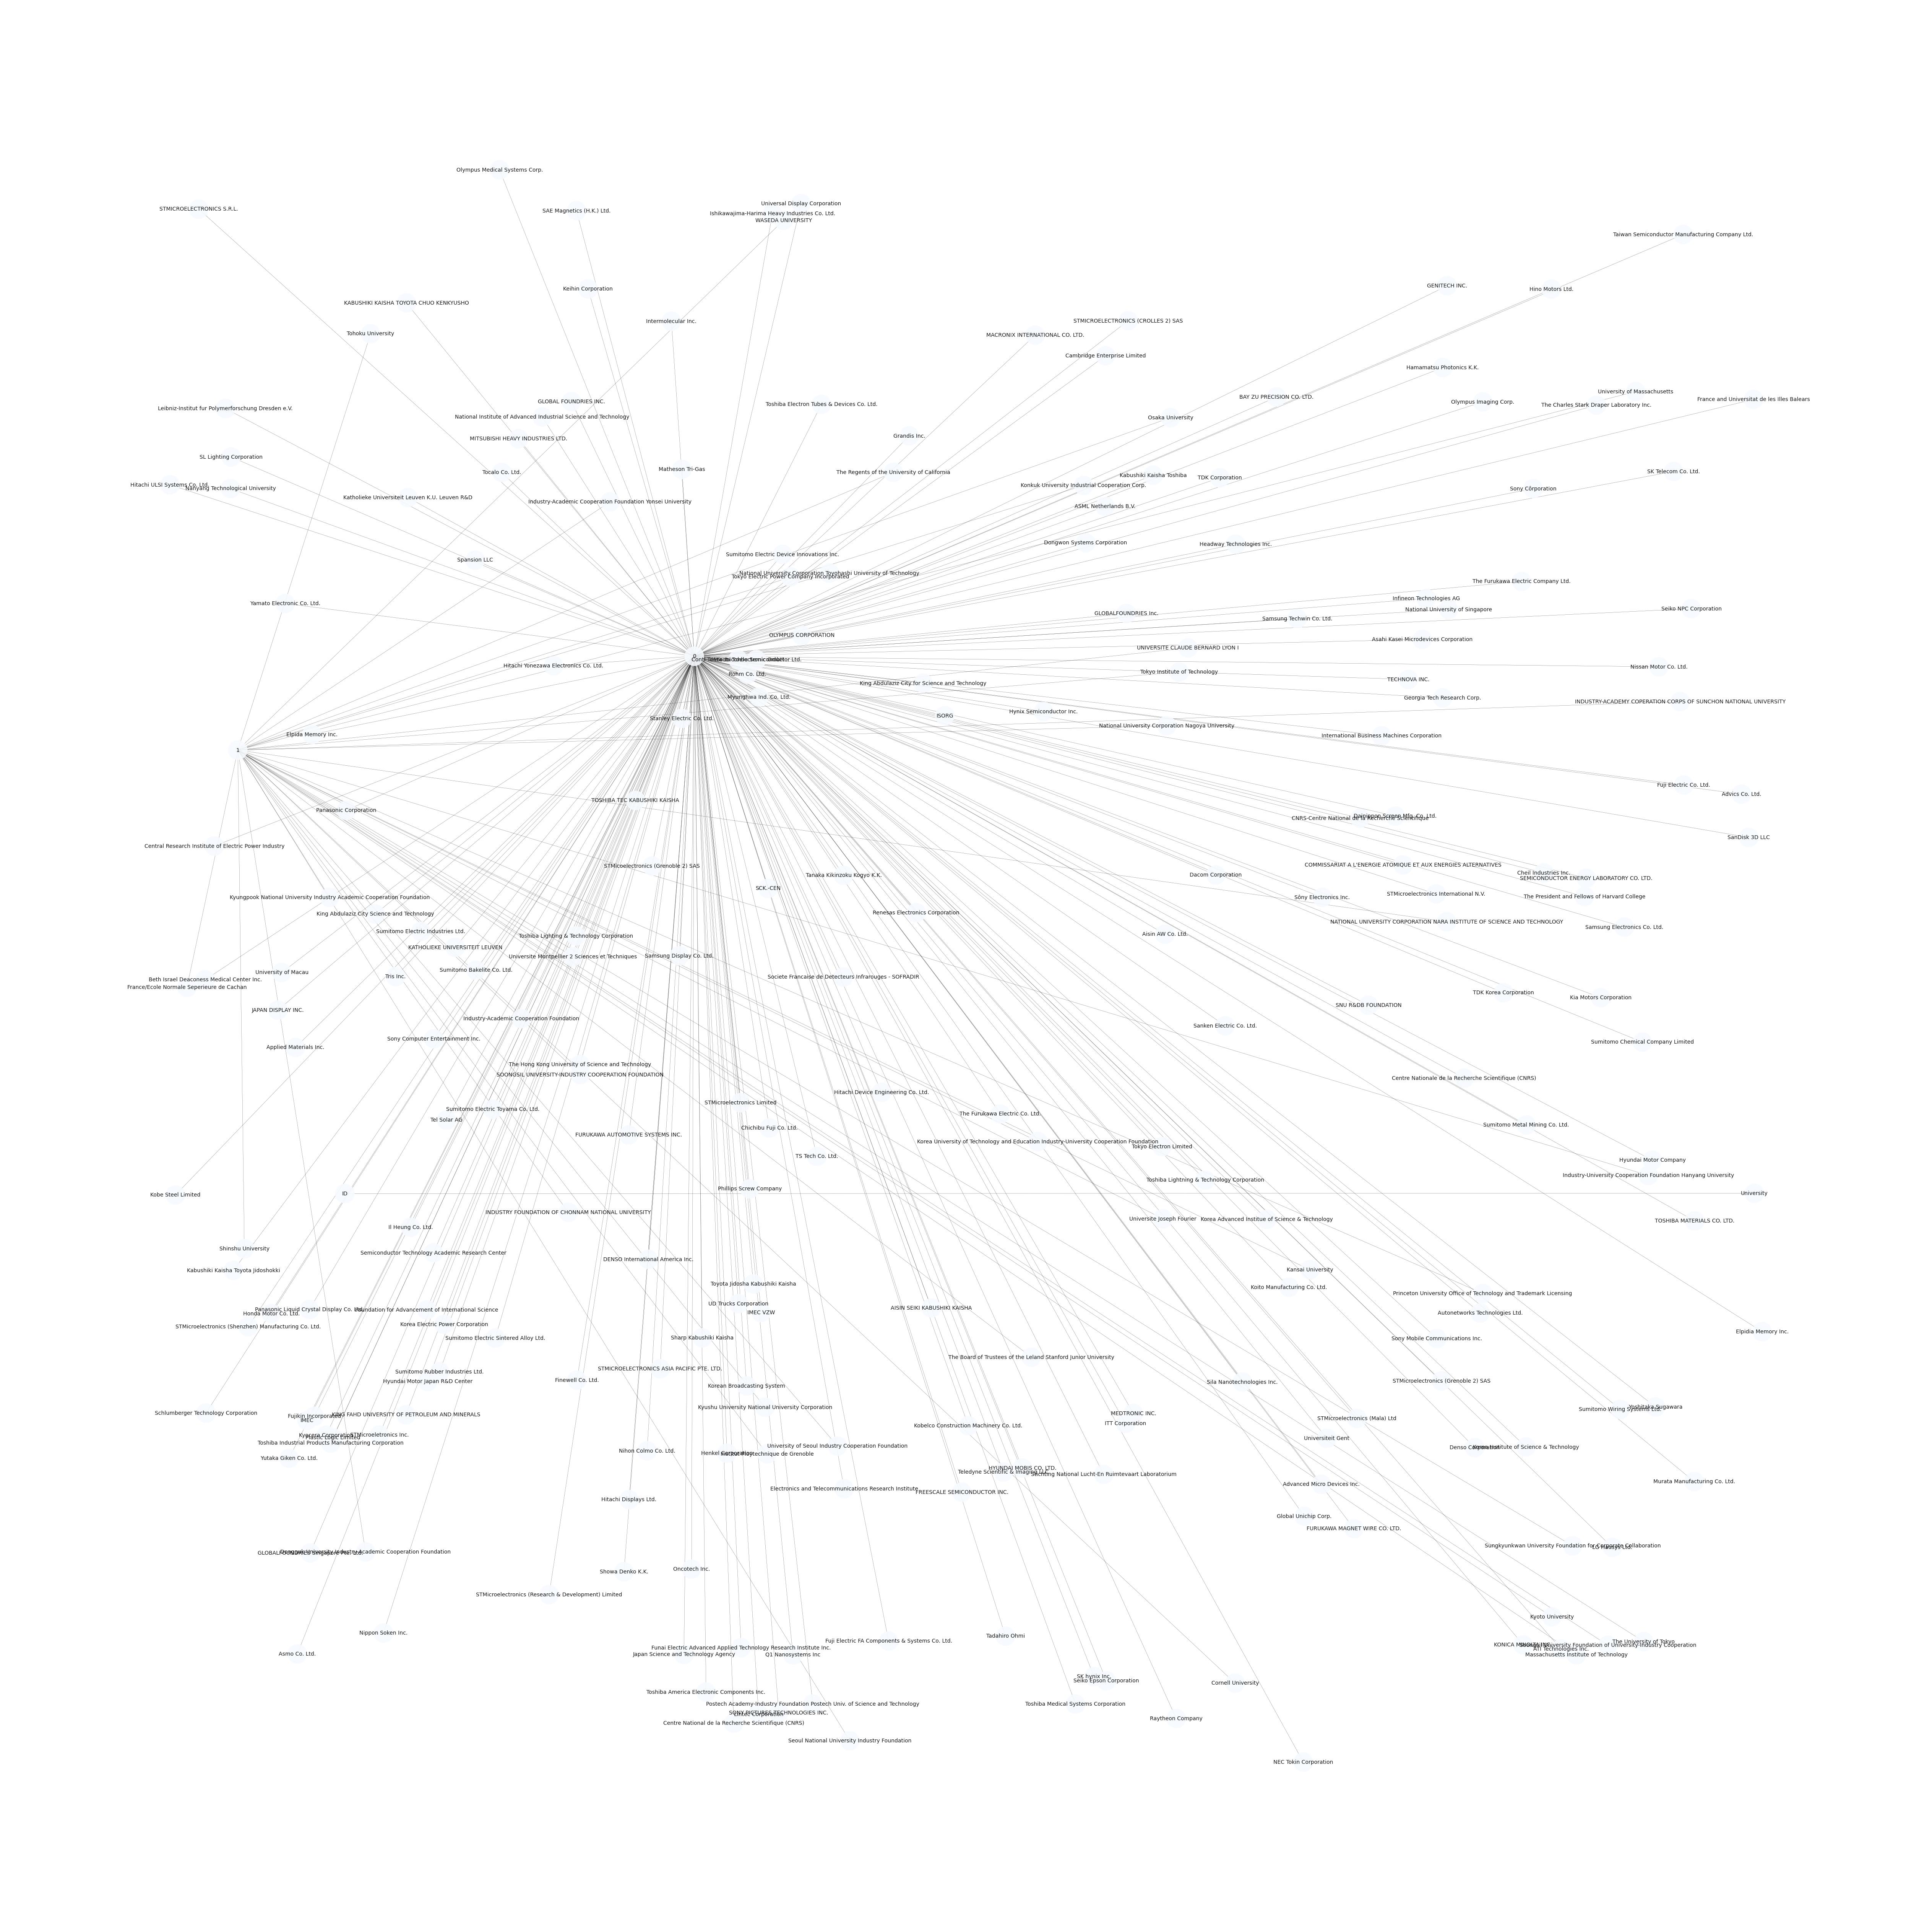 Olympus Medical Systems Corp.
STMICROELECTRONICS S.R.L.
SAE Magnetics (H.K.) Ltd.
Universal Display Corporation
Ishikawajima-Harima Heavy Industries Co. Ltd.
WASEDA UNIVERSITY
Taiwan Semiconductor Manufacturing Company Ltd.
GENITECH INC.
Hino Motors Ltd.
Keihin Corporation
KABUSHIKI KAISHA TOYOTA CHUO KENKYUSHO
Intermolecular Inc.
STMICROELECTRONICS (CROLLES 2) SAS
Tohoku University
MACRONIX INTERNATIONAL CO. LTD.
Cambridge Enterprise Limited
Hamamatsu Photonics K.K.
University of Massachusetts
BAY ZU PRECISION CO. LTD.
France and Universitat de les Illes Balears
GLOBAL FOUNDRIES INC.
Olympus Imaging Corp.
Toshiba Electron Tubes & Devices Co. Ltd.
The Charles Stark Draper Laboratory Inc.
Leibniz-Institut fur Polymerforschung Dresden e.V.
National Institute of Advanced Industrial Science and Technology
Osaka University
Grandis Inc.
MITSUBISHI HEAVY INDUSTRIES LTD.
SL Lighting Corporation
Matheson Tri-Gas
Tocalo Co. Ltd.
The Regents of the University of California
SK Telecom Co. Ltd.
Kabushiki Kaisha Toshiba
TDK Corporation
Hitachi ULSI Systems Co. Ltd.
Konkuk University Industrial Cooperation Corp.
Nanyang Technological University
Sony Corporation
Katholieke Universiteit Leuven K.U. Leuven R&D
Industry-Academic Cooperation Foundation Yonsei University
ASML Netherlands B.V.
Dongwon Systems Corporation
Headway Technologies Inc.
Sumitomo Electric Device Innovations Inc.
Spansion LLC
National University Corporation Toyohashi University of Technology
Tokyo Electric Power Company Incorporated
The Furukawa Electric Company Ltd.
Infineon Technologies AG
Yamato Electronic Co. Ltd.
Seiko NPC Corporation
National University of Singapore
GLOBALFOUNDRIES Inc.
Samsung Techwin Co. Ltd.
OLYMPUS CORPORATION
Asahi Kasei Microdevices Corporation
UNIVERSITE CLAUDE BERNARD LYON I
0
Hitachi Yonezawa Electronics Co. Ltd.
Nissan Motor Co. Ltd.
Tokyo Institute of Technology
Rohm Co. Ltd.
TECHNOVA INC.
King Abdulaziz City for Science and Technology
Myunghwa Ind. Co. Ltd.
Georgia Tech Research Corp.
INDUSTRY-ACADEMY COPERATION CORPS OF SUNCHON NATIONAL UNIVERSITY
Hynix Semiconductor Inc.
ISORG
Stanley Electric Co. Ltd.
National University Corporation Nagoya University
Elpida Memory Inc.
International Business Machines Corporation
1
Fuji Electric Co. Ltd.
Advics Co. Ltd.
TOSHIBA TEC KABUSHIKI KAISHA
Panasonic Corporation
CNRS-Centre National de la Recherche Scientifique
SanDisk 3D LLC
Central Research Institute of Electric Power Industry
STMicoelectronics (Grenoble 2) SAS
COMMISSARIAT A L'ENERGIE ATOMIQUE ET AUX ENERGIES ALTERNATIVES
Cheil Industries Inc.
Tanaka Kikinzoku Kogyo K.K.
Dacom Corporation
SEMICONDUCTOR ENERGY LABORATORY CO. LTD.
SCK.-CEN
STMicroelectronics International N.V.
Kyungpook National University Industry Academic Cooperation Foundation
Sony Electronics Inc.
The President and Fellows of Harvard College
Renesas Electronics Corporation
King Abdulaziz City Science and Technology
NATIONAL UNIVERSITY CORPORATION NARA INSTITUTE OF SCIENCE AND TECHNOLOGY
Samsung Electronics Co. Ltd.
Sumitomo Electric Industries Ltd.
Toshiba Lighting & Technology Corporation
Aisin AW Co. Ltd.
KATHOLIEKE UNIVERSITEIT LEUVEN
Universite Montpellier 2 Sciences et Techniques
Samsung Display Co. Ltd.
Sumitomo Bakelite Co. Ltd.
University of Macau
Tris Inc.
Societe Francaise de Detecteurs Infrarouges - SOFRADIR
Beth Israel Deaconess Medical Center Inc.
France/Ecole Normale Seperieure de Cachan
TDK Korea Corporation
Kia Motors Corporation
SNU R&DB FOUNDATION
JAPAN DISPLAY INC.
Industry-Academic Cooperation Foundation
Sanken Electric Co. Ltd.
Sony Computer Entertainment Inc.
Sumitomo Chemical Company Limited
Applied Materials Inc.
The Hong Kong University of Science and Technology
SOONGSIL UNIVERSITY-INDUSTRY COOPERATION FOUNDATION
Centre Nationale de la Recherche Scientifique (CNRS)
Hitachi Device Engineering Co. Ltd.
STMicroelectronics Limited
Sumitomo Electric Toyama Co. Ltd.
The Furukawa Electric Co. Ltd.
Tel Solar AG
Sumitomo Metal Mining Co. Ltd.
Chichibu Fuji Co. Ltd.
FURUKAWA AUTOMOTIVE SYSTEMS INC.
Korea University of Technology and Education Industry-University Cooperation Foundation
Tokyo Electron Limited
TS Tech Co. Ltd.
Hyundai Motor Company
Industry-University Cooperation Foundation Hanyang University
Toshiba Lightning & Technology Corporation
Phillips Screw Company
Kobe Steel Limited
ID
University
INDUSTRY FOUNDATION OF CHONNAM NATIONAL UNIVERSITY
Universite Joseph Fourier
Korea Advanced Institue of Science & Technology
TOSHIBA MATERIALS CO. LTD.
Il Heung Co. Ltd.
Shinshu University
Semiconductor Technology Academic Research Center
DENSO International America Inc.
Kabushiki Kaisha Toyota Jidoshokki
Kansai University
Toyota Jidosha Kabushiki Kaisha
Koito Manufacturing Co. Ltd.
Princeton University Office of Technology and Trademark Licensing
UD Trucks Corporation
AISIN SEIKI KABUSHIKI KAISHA
Panasonic Liquid Crystal Display Co. Ltd.
Foundation for Advancement of International Science
Honda Motor Co. Ltd.
IMEC VZW
Autonetworks Technologies Ltd.
STMicroelectronics (Shenzhen) Manufacturing Co. Ltd.
Korea Electric Power Corporation
Elpidia Memory Inc.
Sumitomo Electric Sintered Alloy Ltd.
Sharp Kabushiki Kaisha
Sony Mobile Communications Inc.
The Board of Trustees of the Leland Stanford Junior University
STMICROELECTRONICS ASIA PACIFIC PTE. LTD.
Sumitomo Rubber Industries Ltd.
Hyundai Motor Japan R&D Center
Finewell Co. Ltd.
Sila Nanotechnologies Inc.
STMicroelectronics (Grenoble 2) SAS
Korean Broadcasting System
Kyushu University National University Corporation
Yoshitaka Sugawara
Sumitomo Wiring Systems Ltd.
Schlumberger Technology Corporation
Fujikin Incorporated
KING FAHD UNIVERSITY OF PETROLEUM AND MINERALS
MEDTRONIC INC.
STMicroelectronics (Mala) Ltd
IMEC
ITT Corporation
Kobelco Construction Machinery Co. Ltd.
Kyocera Corporation
STMicroeletronics Inc.
Plastic Logic Limited
Universiteit Gent
Toshiba Industrial Products Manufacturing Corporation
University of Seoul Industry Cooperation Foundation
Denso Corporation
Korea Institute of Science & Technology
Nihon Colmo Co. Ltd.
Henkel Corporation
Institut Polytechnique de Grenoble
Yutaka Giken Co. Ltd.
HYUNDAI MOBIS CO. LTD.
Teledyne Scientific & Imaging LLC
Stichting National Lucht-En Ruimtevaart Laboratorium
Murata Manufacturing Co. Ltd.
Advanced Micro Devices Inc.
Electronics and Telecommunications Research Institute
FREESCALE SEMICONDUCTOR INC.
Hitachi Displays Ltd.
Global Unichip Corp.
FURUKAWA MAGNET WIRE CO. LTD.
Sungkyunkwan University Foundation for Corporate Collaboration
GLOBALFOUNDRIES Singapore Pte. Ltd.
Dongguk University Industry-Academic Cooperation Foundation
Oncotech Inc.
Showa Denko K.K.
STMicroelectronics (Research & Development) Limited
Kyoto University
Nippon Soken Inc.
Tadahiro Ohmi
Fuji Electric FA Components & Systems Co. Ltd.
The University of Tokyo
Funai Electric Advanced Applied Technology Research Institute Inc.
ATI Technologies Inc.
Asmo Co. Ltd.
Japan Science and Technology Agency
Q1 Nanosystems Inc
Massachusetts Institute of Technology
SK hynix Inc.
Seiko Epson Corporation
Cornell University
Toshiba America Electronic Components Inc.
Postech Academy-Industry Foundation Postech Univ. of Science and Technology
Toshiba Medical Systems Corporation
SONY PICTURES TECHNOLOGIES INC.
Raytheon Company
Centre National de la Recherche Scientifique (CNRS)
Seoul National University Industry Foundation
NEC Tokin Corporation